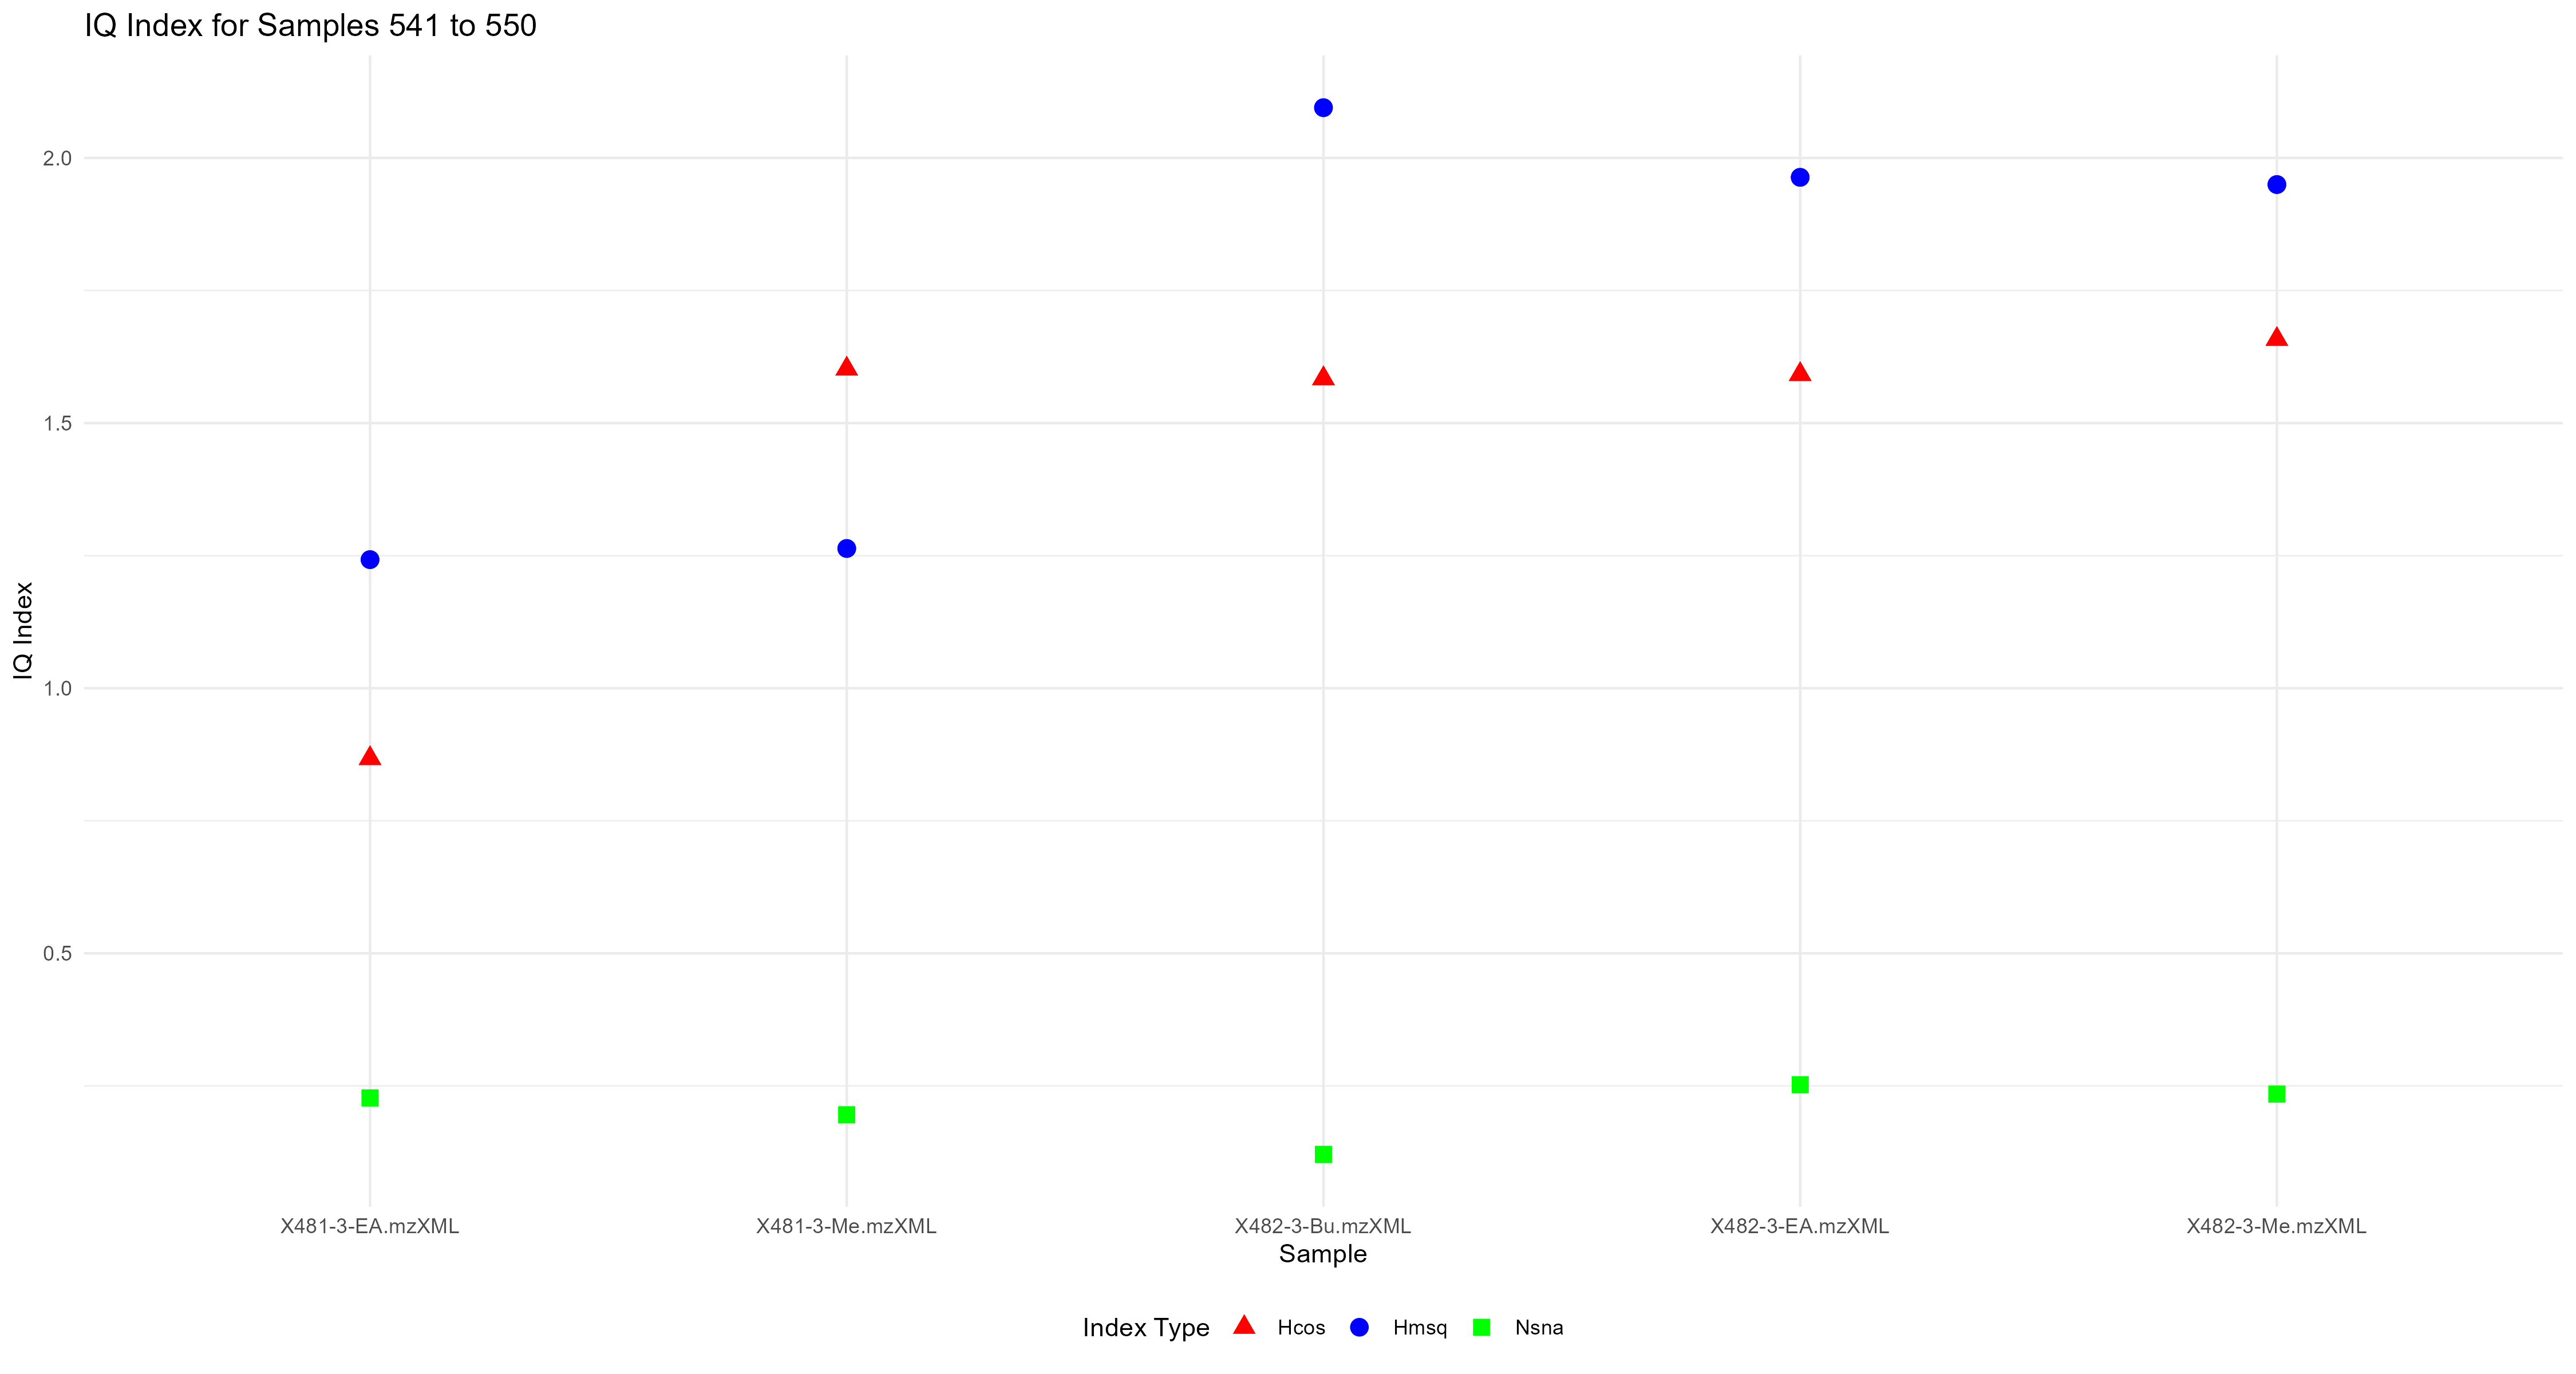 IQ Index for Samples 541 to 550
2.0
1.5
1.0
0.5
IQ Index
X481-3-EA.mzXML X481-3-Me.mzXML X482-3-Bu.mzXML X482-3-EA.mzXML X482-3-Me.mzXML
Sample
Index Type Hcos Hmsq Nsna